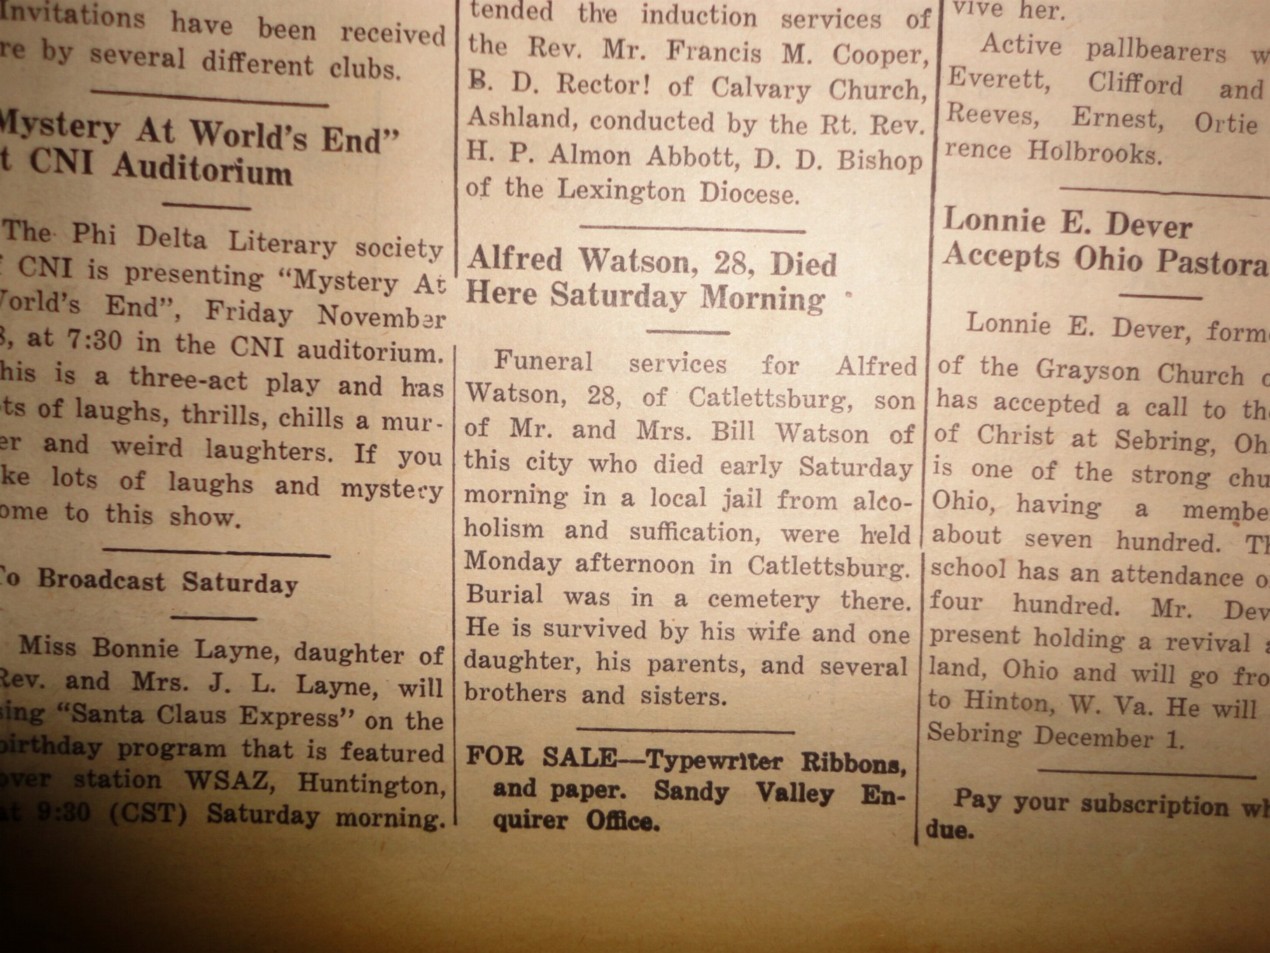 Invitations have been received
re by several different clubs.
Mystery At World's End"
t CNI Auditorium
The Phi Delta Literary society
f CNI is presenting "Mystery At
World's End", Friday November
8, at 7:30 in the CNI auditorium.
his is a three-act play and has
ots of laughs, thrills, chills a mur-
er and weird laughters. If you
ke lots of laughs and mystery
ome to this show.
To Broadcast Saturday
Miss Bonnie Layne, daughter of
Rev. and Mrs. J. L. Layne, will
sing "Santa Claus Express" on the
birthday program that is featured
over station WSAZ, Huntington,
at 9:30 (CST) Saturday morning.
tended the induction services of
the Rev. Mr. Francis M. Cooper,
B. D. Rector! of Calvary Church,
Ashland, conducted by the Rt. Rev.
H. P. Almon Abbott, D. D. Bishop
of the Lexington Diocese.
Alfred Watson, 28, Died
Here Saturday Morning
Funeral services for Alfred
Watson, 28, of Catlettsburg, son
of Mr. and Mrs. Bill Watson of
this city who died early Saturday
morning in a local jail from alco-
holism and suffication, were held
Monday afternoon in Catlettsburg.
Burial was in a cemetery there.
He is survived by his wife and one
daughter, his parents, and several
brothers and sisters.
FOR SALE—Typewriter Ribbons,
and paper. Sandy Valley En-
quirer Office.
vive her.
Active pallbearers w
Everett, Clifford and
Reeves, Ernest, Ortie
rence Holbrooks.
Lonnie E. Dever
Accepts Ohio Pastora
Lonnie E. Dever, form
of the Grayson Church o
has accepted a call to the
of Christ at Sebring, Oh
is one of the strong chu
Ohio, having a membe
about seven hundred. Th
school has an attendance o
four hundred. Mr. Dev
present holding a revival a
land, Ohio and will go fro
to Hinton, W. Va. He will
Sebring December 1.
Pay your subscription wh
due.